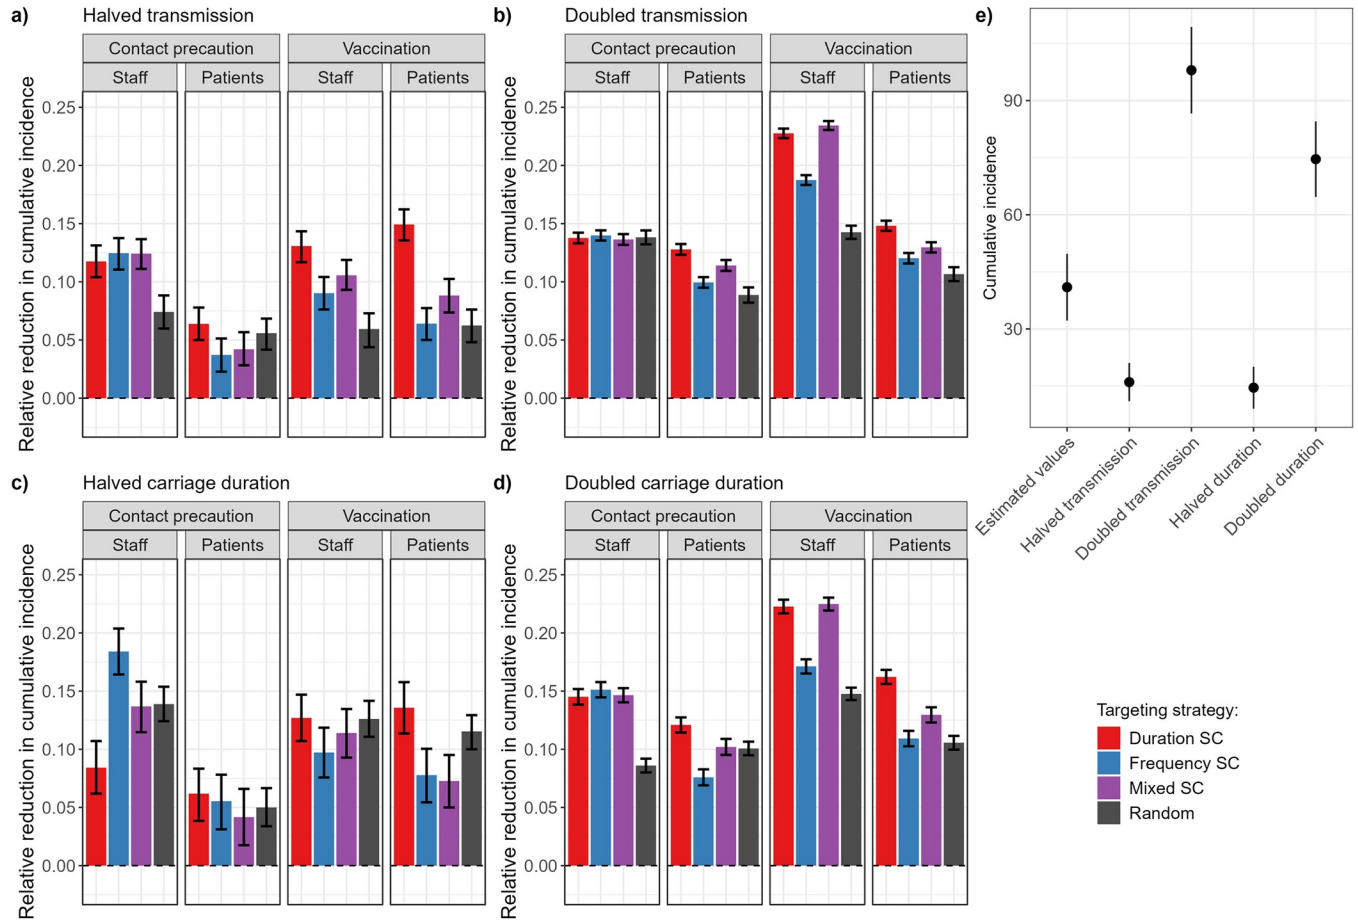 a) Halved transmission
Contact precaution Vaccination
Staff Patients Staff Patients
Relative reduction in cumulative incidence
0.25
0.20
0.15
0.10
0.05
0.00
b) Doubled transmission
Contact precaution Vaccination
Staff Patients Staff Patients
Relative reduction in cumulative incidence
0.25
0.20
0.15
0.10
0.05
0.00
e)
Cumulative incidence
90
60
30
Estimated values
Halved transmission
Doubled transmission
Halved duration
Doubled duration
c) Halved carriage duration
Contact precaution Vaccination
Staff Patients Staff Patients
Relative reduction in cumulative incidence
0.25
0.20
0.15
0.10
0.05
0.00
d) Doubled carriage duration
Contact precaution Vaccination
Staff Patients Staff Patients
Relative reduction in cumulative incidence
0.25
0.20
0.15
0.10
0.05
0.00
Targeting strategy:
Duration SC
Frequency SC
Mixed SC
Random